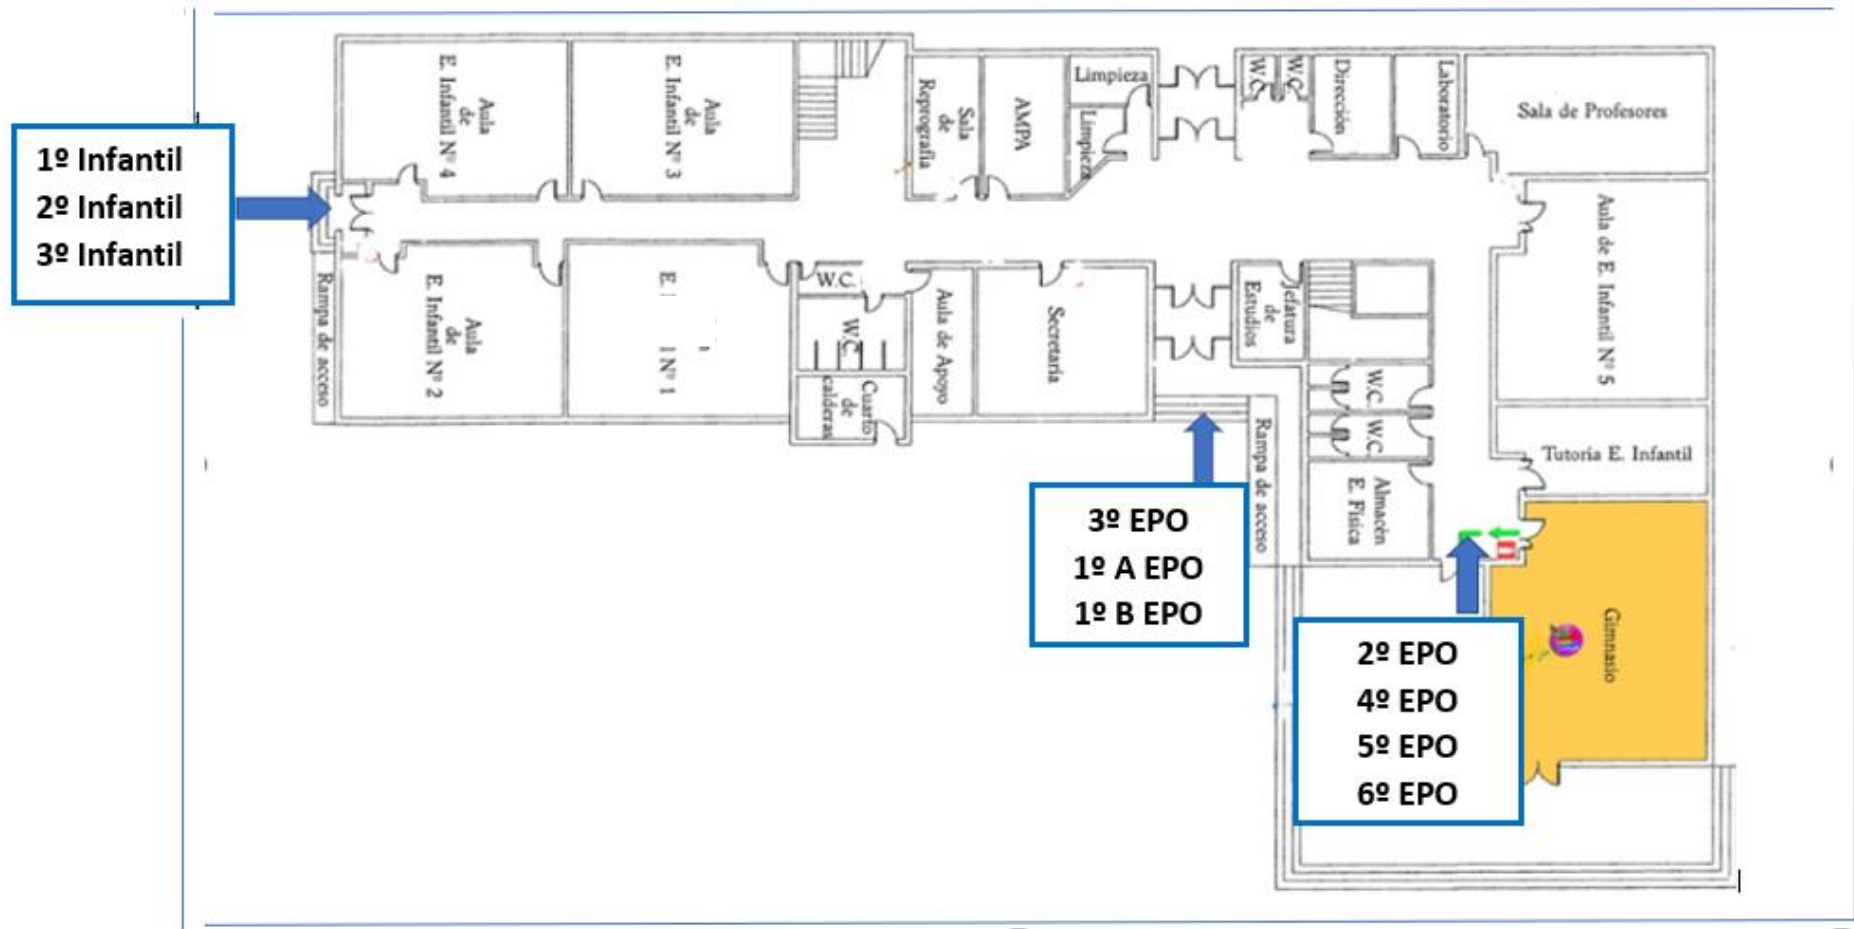 1º Infantil
2º Infantil
3º Infantil
Aula
de
E. Infantil Nº 4
Aula
de
E. Infantil Nº 3
Sala
de
Reprografía
AMPA
Limpieza
Limpieza
W.C.
W.C.
Dirección
Laboratorio
Sala de Profesores
Rampa de acceso
Aula
de
E. Infantil Nº 2
E.
Nº 1
W.C.
W.C.
Cuarto
de
calderas
Aula de Apoyo
Secretaría
Jefatura
de
Estudios
W.C.
W.C.
Almacén
E. Física
Aula de E. Infantil Nº 5
Tutoría E. Infantil
Rampa de acceso
Gimnasio
3º EPO
1º A EPO
1º B EPO
2º EPO
4º EPO
5º EPO
6º EPO